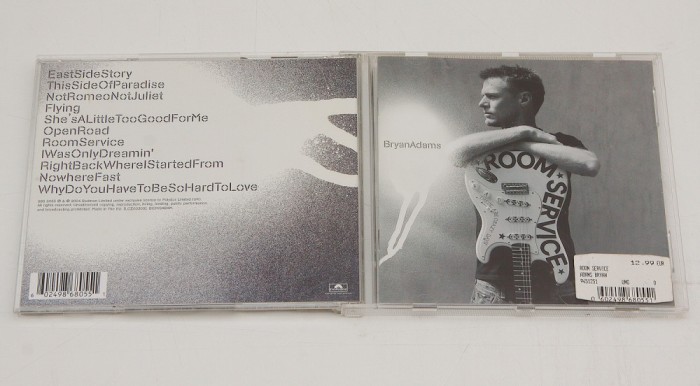 EastSideStory
ThisSideOfParadise
NotRomeoNotJuliet
Flying
She'sALittleTooGoodForMe
OpenRoad
RoomService
IWasOnlyDreamin'
RightBackWhereIStartedFrom
NowhereFast
WhyDoYouHaveToBeSoHardToLove
BryanAdams
ROOM SERVICE
12.99 EUR
ROOM SERVICE
ADAMS BRYAN